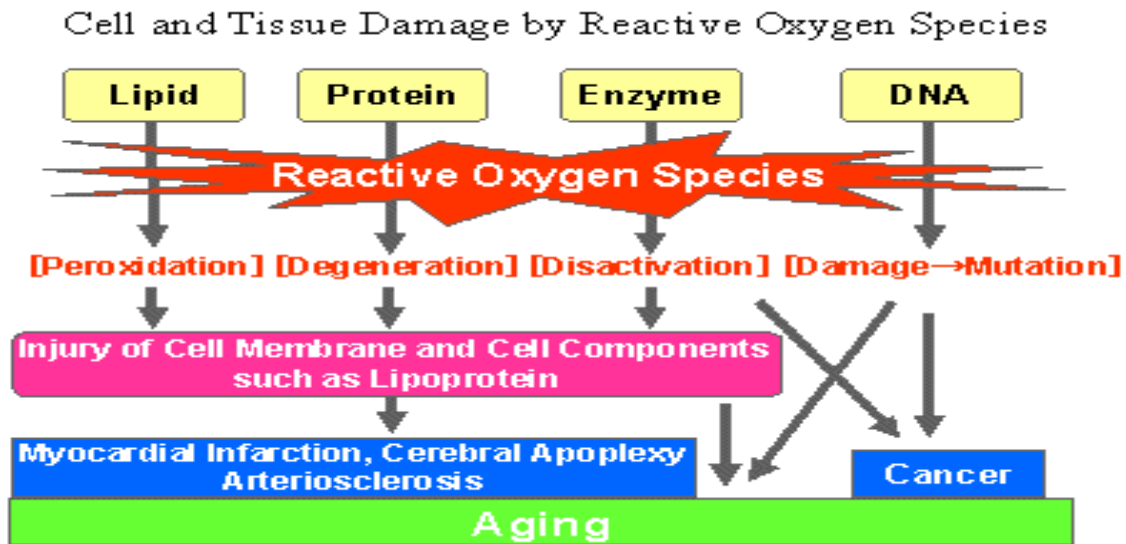 Cell and Tissue Damage by Reactive Oxygen Species
Lipid Protein Enzyme DNA
Reactive Oxygen Species
[Peroxidation] [Degeneration] [Disactivation] [Damage→Mutation]
Injury of Cell Membrane and Cell Components
such as Lipoprotein
Myocardial Infarction, Cerebral Apoplexy
Arteriosclerosis
Cancer
Aging